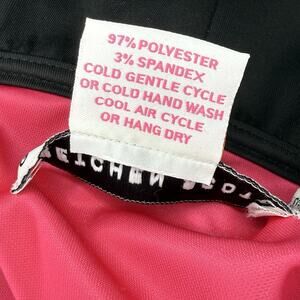 97% POLYESTER
3% SPANDEX
COLD GENTLE CYCLE
OR COLD HAND WASH
COOL AIR CYCLE
OR HANG DRY